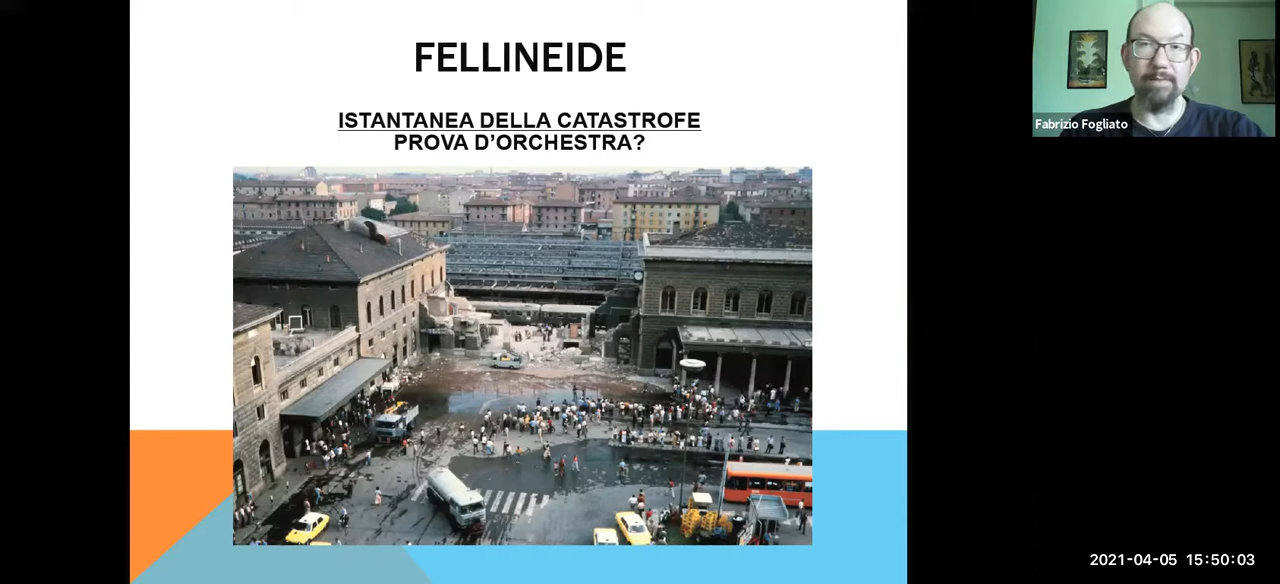 FELLINEIDE
ISTANTANEA DELLA CATASTROFE
PROVA D'ORCHESTRA?
Fabrizio Fogliato
2021-04-05 15:50:03